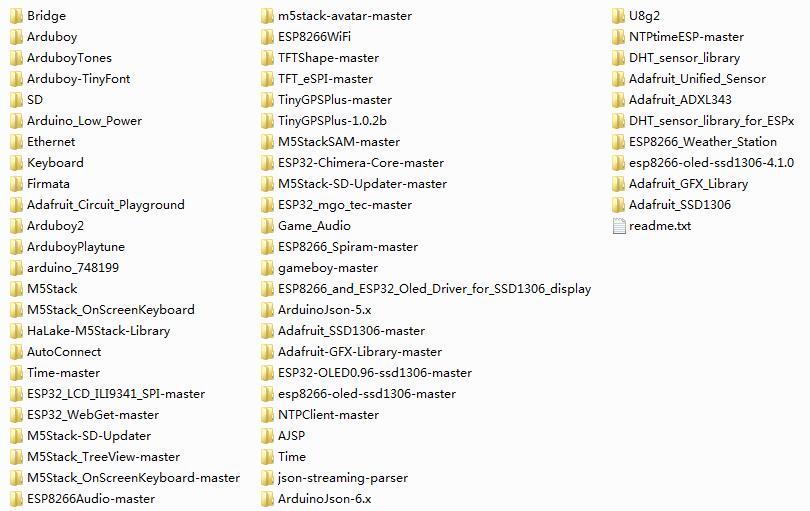 Bridge
Arduboy
ArduboyTones
Arduboy-TinyFont
SD
Arduino_Low_Power
Ethernet
Keyboard
Firmata
Adafruit_Circuit_Playground
Arduboy2
ArduboyPlaytune
arduino_748199
M5Stack
M5Stack_OnScreenKeyboard
HaLake-M5Stack-Library
AutoConnect
Time-master
ESP32_LCD_ILI9341_SPI-master
ESP32_WebGet-master
M5Stack-SD-Updater
M5Stack_TreeView-master
M5Stack_OnScreenKeyboard-master
ESP8266Audio-master
m5stack-avatar-master
ESP8266WiFi
TFTShape-master
TFT_eSPI-master
TinyGPSPlus-master
TinyGPSPlus-1.0.2b
M5StackSAM-master
ESP32-Chimera-Core-master
M5Stack-SD-Updater-master
ESP32_mgo_tec-master
Game_Audio
ESP8266_Spiram-master
gameboy-master
ESP8266_and_ESP32_Oled_Driver_for_SSD1306_display
ArduinoJson-5.x
Adafruit_SSD1306-master
Adafruit-GFX-Library-master
ESP32-OLED0.96-ssd1306-master
esp8266-oled-ssd1306-master
NTPClient-master
AJSP
Time
json-streaming-parser
ArduinoJson-6.x
U8g2
NTPtimeESP-master
DHT_sensor_library
Adafruit_Unified_Sensor
Adafruit_ADXL343
DHT_sensor_library_for_ESPx
ESP8266_Weather_Station
esp8266-oled-ssd1306-4.1.0
Adafruit_GFX_Library
Adafruit_SSD1306
readme.txt